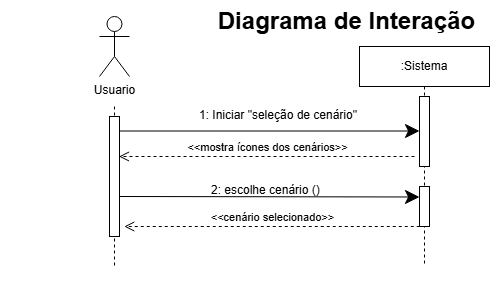 Diagrama de Interação
Usuario
:Sistema
1: Iniciar "seleção de cenário"
<<mostra ícones dos cenários>>
2: escolhe cenário ()
<<cenário selecionado>>